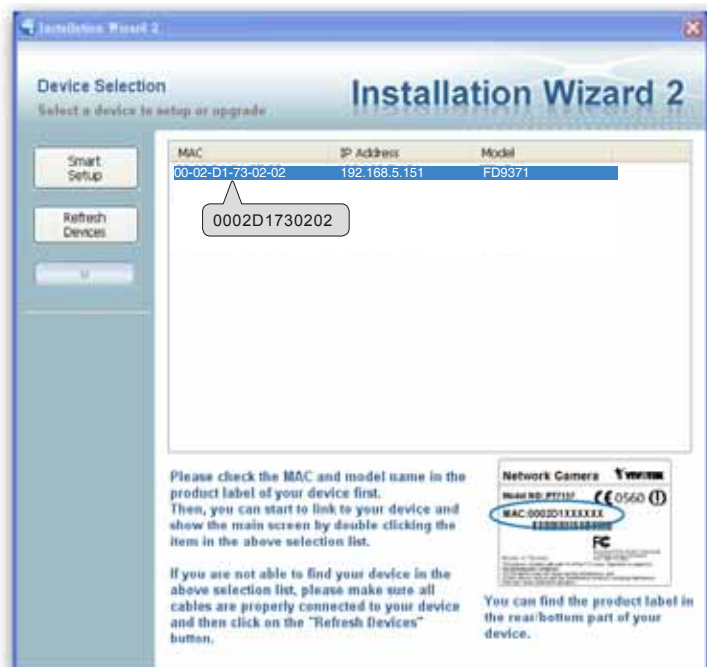 Installation Wizard 2
Device Selection
Select a device to setup or upgrade
Installation Wizard 2
Smart
Setup
Refresh
Devices
MAC IP Address Model
00-02-D1-73-02-02 192.168.5.151 FD9371
0002D1730202
Please check the MAC and model name in the
product label of your device first.
Then, you can start to link to your device and
show the main screen by double clicking the
item in the above selection list.
If you are not able to find your device in the
above selection list, please make sure all
cables are properly connected to your device
and then click on the "Refresh Devices"
button.
Network Camera VIVOTEK
Model NO: PT7137 CE 0560
MAC:0002D1XXXXXX
FC
You can find the product label in
the rear/bottom part of your
device.